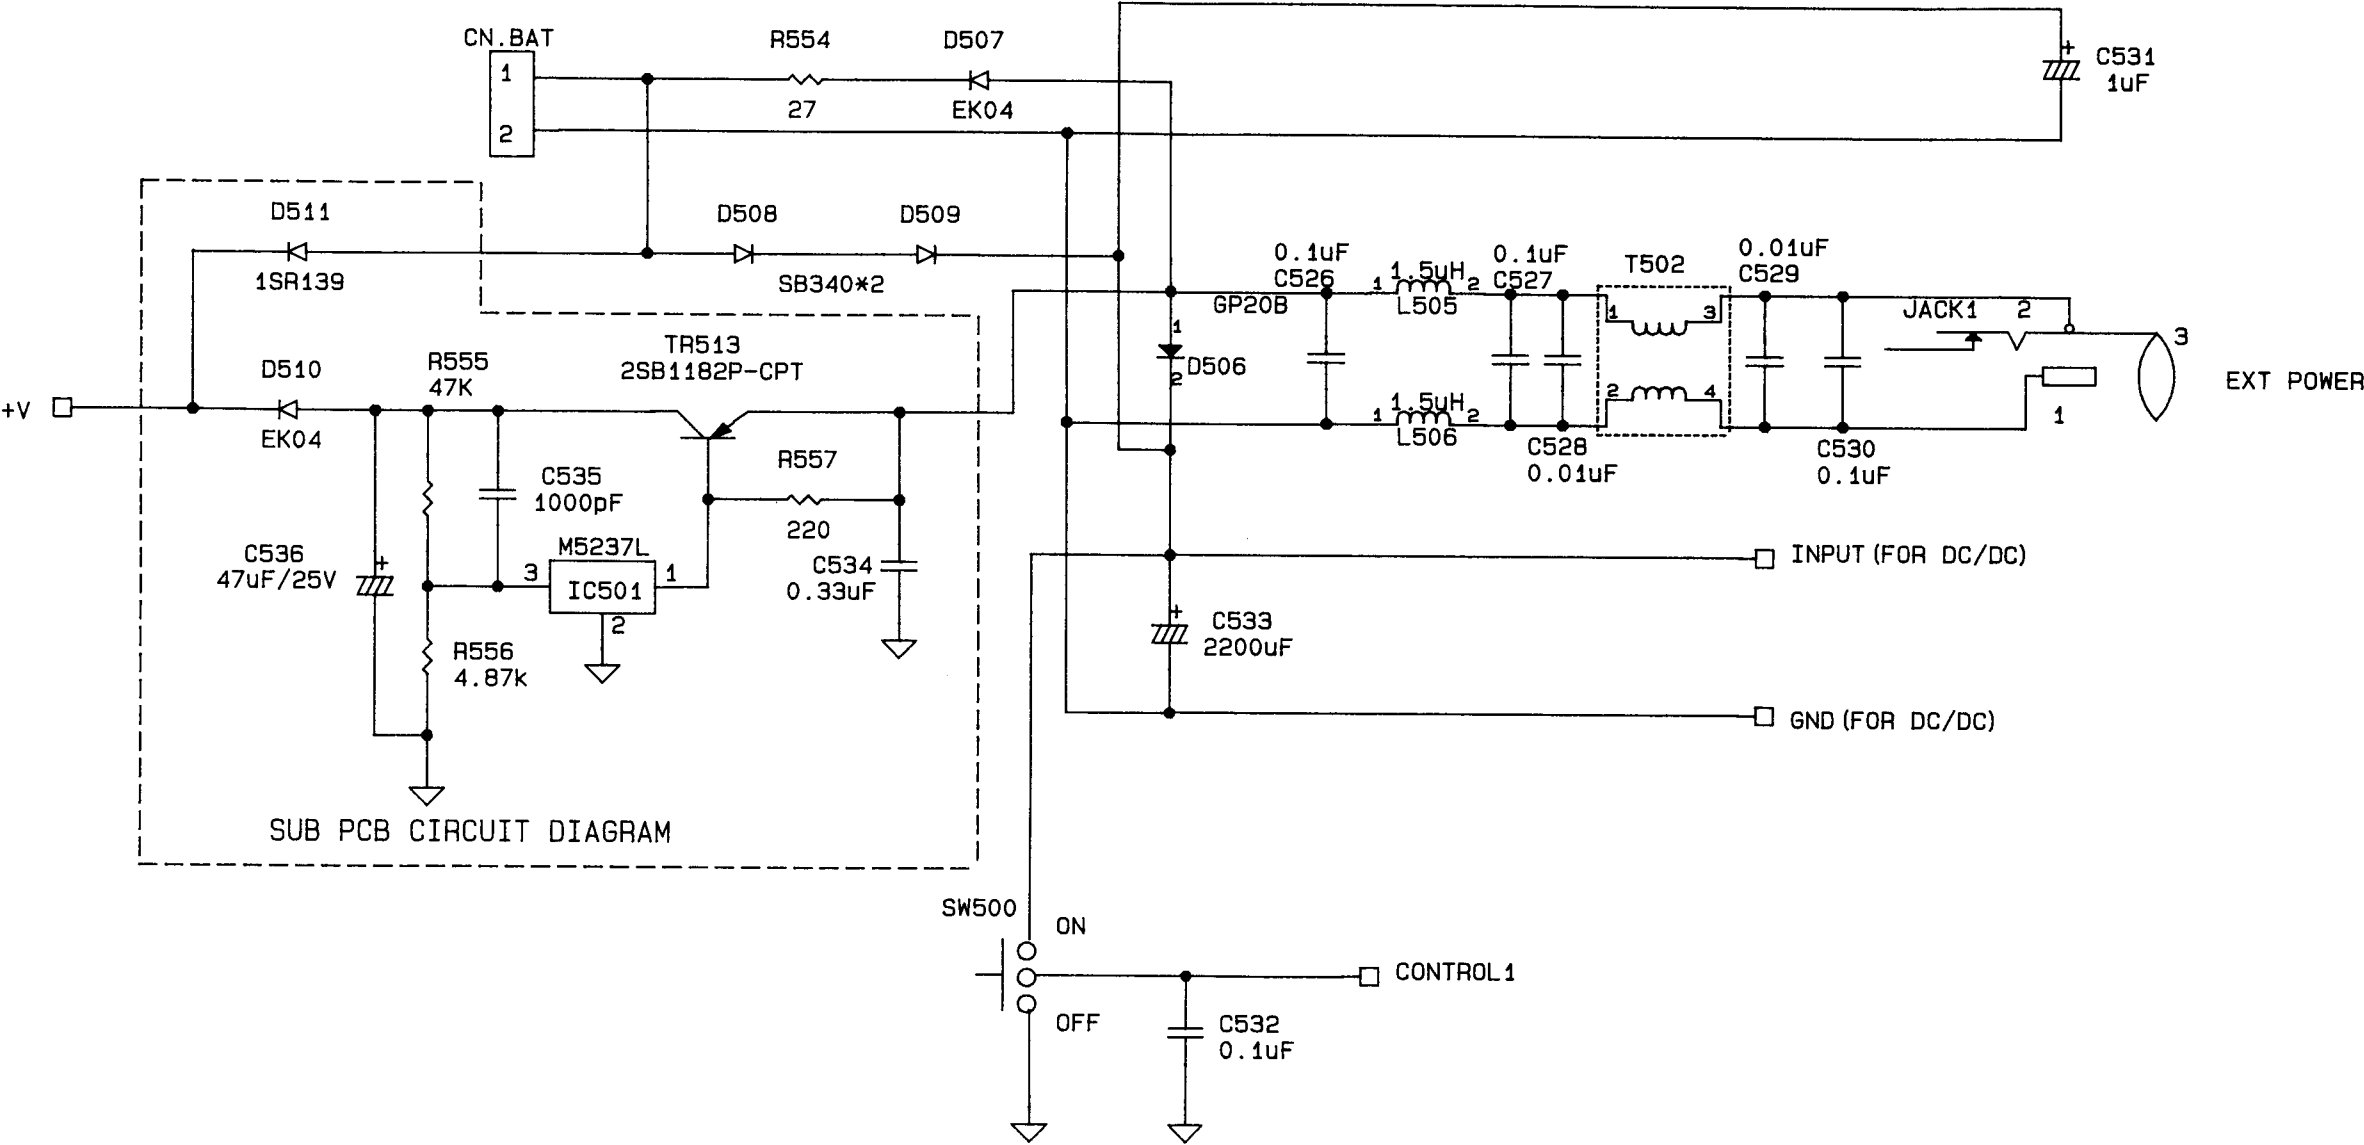 CN.BAT
1
2
R554
27
D507
EK04
+
C531
1uF
D511
1SR139
D508
D509
SB340*2
0.1uF
C526
GP20B
1
1.5uH
2
L505
0.1uF
C527
T502
1
3
2
4
0.01uF
C529
JACK1
2
3
1
EXT POWER
1
D506
2
1
1.5uH
2
L506
C528
0.01uF
C530
0.1uF
+V
D510
EK04
R555
47K
TR513
2SB1182P-CPT
C535
1000pF
R557
220
C536
47uF/25V
+
M5237L
3
IC501
1
2
C534
0.33uF
R556
4.87k
INPUT(FOR DC/DC)
+
C533
2200uF
GND(FOR DC/DC)
SUB PCB CIRCUIT DIAGRAM
SW500
ON
OFF
CONTROL1
C532
0.1uF